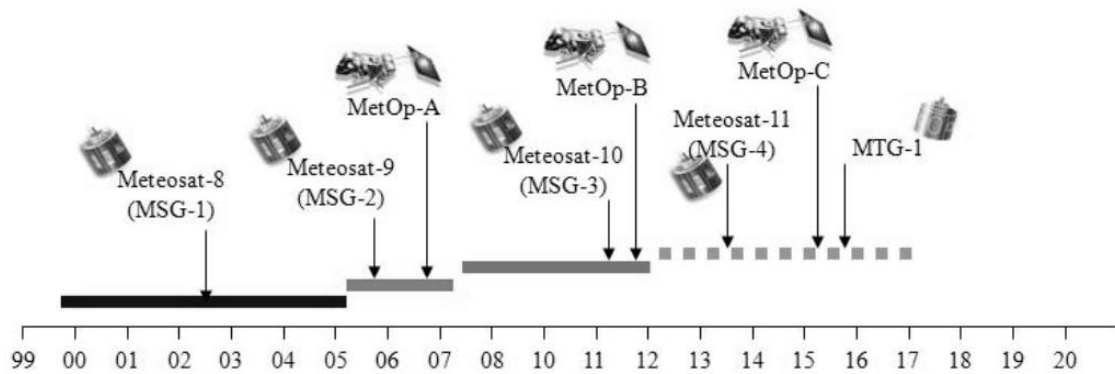 MetOp-A
MetOp-B
MetOp-C
Meteosat-8
(MSG-1)
Meteosat-9
(MSG-2)
Meteosat-10
(MSG-3)
Meteosat-11
(MSG-4)
MTG-1
99 00 01 02 03 05 06 07 08 10 11 12 13 14 15 16 17 18 19 20